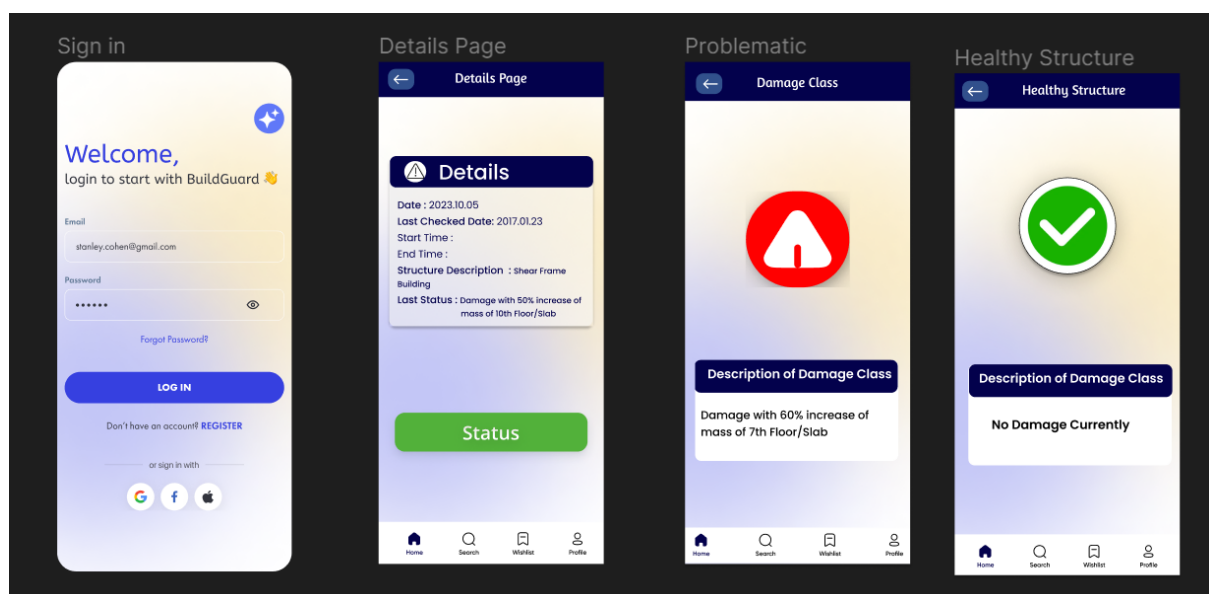 Sign in
Welcome,
login to start with BuildGuard 👋
Email
stanley.cohen@gmail.com
Password
••••••
Forgot Password?
LOG IN
Don't have an account? REGISTER
or sign in with
G
f
Details Page
Details Page
Details
Date : 2023.10.05
Last Checked Date: 2017.01.23
Start Time :
End Time :
Structure Description : Shear Frame
Building
Last Status : Damage with 50% increase of
mass of 10th Floor/Slab
Status
Home Search Wishlist Profile
Problematic
Damage Class
Description of Damage Class
Damage with 60% increase of
mass of 7th Floor/Slab
Home Search Wishlist Profile
Healthy Structure
Healthy Structure
Description of Damage Class
No Damage Currently
Home Search Wishlist Profile